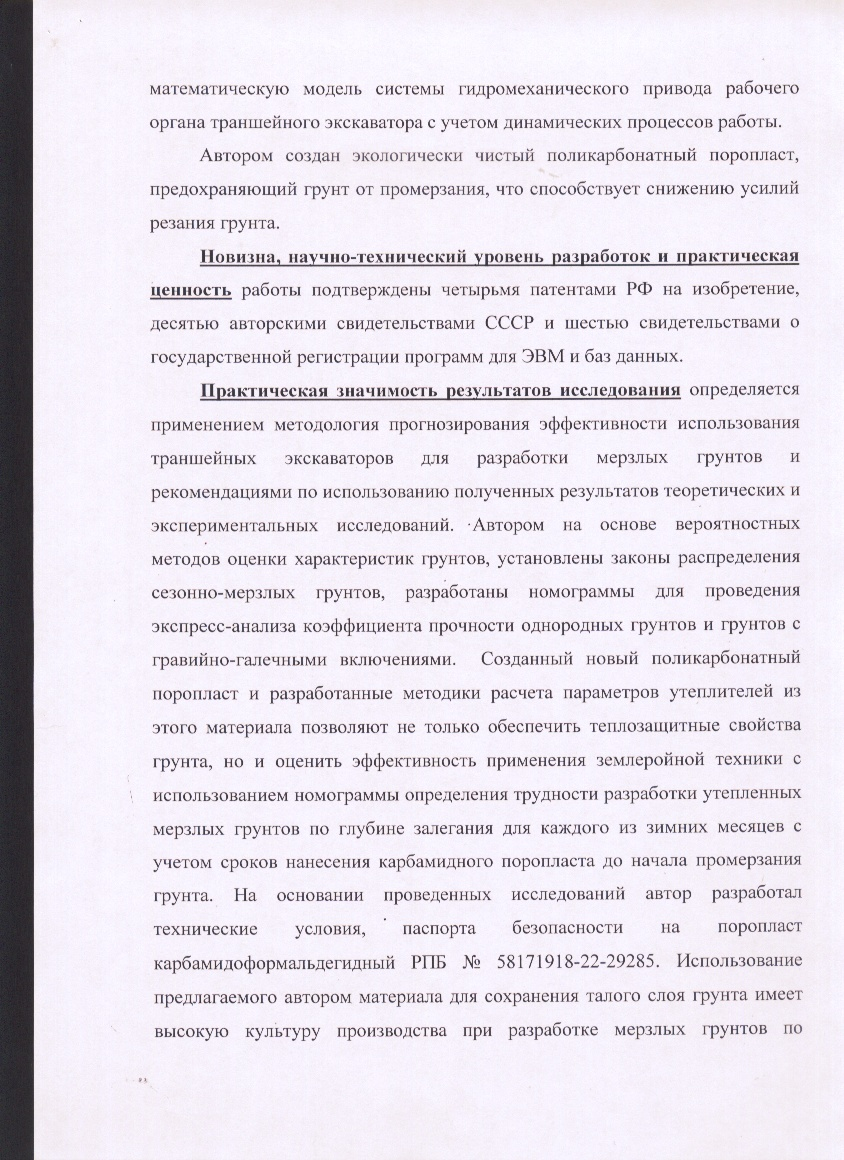 математическую модель системы гидромеханического привода рабочего
органа траншейного экскаватора с учетом динамических процессов работы.
Автором создан экологически чистый поликарбонатный поропласт,
предохраняющий грунт от промерзания, что способствует снижению усилий
резания грунта.
Новизна, научно-технический уровень разработок и практическая
ценность работы подтверждены четырьмя патентами РФ на изобретение,
десятью авторскими свидетельствами СССР и шестью свидетельствами о
государственной регистрации программ для ЭВМ и баз данных.
Практическая значимость результатов исследования определяется
применением методология прогнозирования эффективности использования
траншейных экскаваторов для разработки мерзлых грунтов и
рекомендациями по использованию полученных результатов теоретических и
экспериментальных исследований. Автором на основе вероятностных
методов оценки характеристик грунтов, установлены законы распределения
сезонно-мерзлых грунтов, разработаны номограммы для проведения
экспресс-анализа коэффициента прочности однородных грунтов и грунтов с
гравийно-галечными включениями. Созданный новый поликарбонатный
поропласт и разработанные методики расчета параметров утеплителей из
этого материала позволяют не только обеспечить теплозащитные свойства
грунта, но и оценить эффективность применения землеройной техники с
использованием номограммы определения трудности разработки утепленных
мерзлых грунтов по глубине залегания для каждого из зимних месяцев с
учетом сроков нанесения карбамидного поропласта до начала промерзания
грунта. На основании проведенных исследований автор разработал
технические условия, паспорта безопасности на поропласт
карбамидоформальдегидный РПБ № 58171918-22-29285. Использование
предлагаемого автором материала для сохранения талого слоя грунта имеет
высокую культуру производства при разработке мерзлых грунтов по